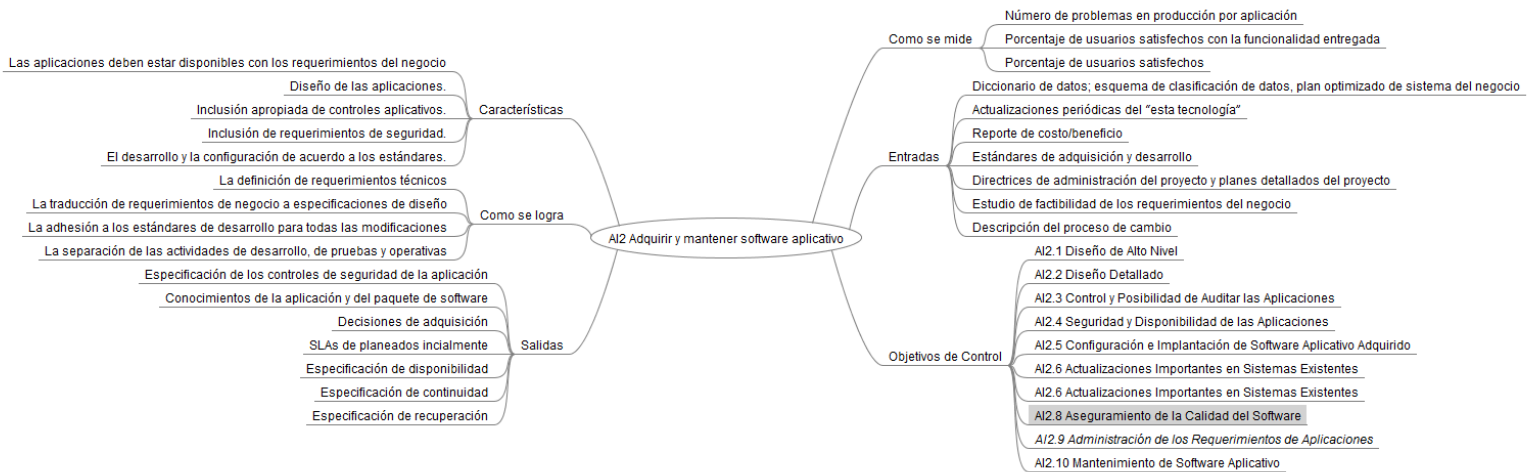 AI2 Adquirir y mantener software aplicativo
Características
Las aplicaciones deben estar disponibles con los requerimientos del negocio
Diseño de las aplicaciones.
Inclusión apropiada de controles aplicativos.
Inclusión de requerimientos de seguridad.
El desarrollo y la configuración de acuerdo a los estándares.
Como se logra
La definición de requerimientos técnicos
La traducción de requerimientos de negocio a especificaciones de diseño
La adhesión a los estándares de desarrollo para todas las modificaciones
La separación de las actividades de desarrollo, de pruebas y operativas
Salidas
Especificación de los controles de seguridad de la aplicación
Conocimientos de la aplicación y del paquete de software
Decisiones de adquisición
SLAs de planeados incialmente
Especificación de disponibilidad
Especificación de continuidad
Especificación de recuperación
Como se mide
Número de problemas en producción por aplicación
Porcentaje de usuarios satisfechos con la funcionalidad entregada
Porcentaje de usuarios satisfechos
Entradas
Diccionario de datos; esquema de clasificación de datos, plan optimizado de sistema del negocio
Actualizaciones periódicas del "esta tecnología"
Reporte de costo/beneficio
Estándares de adquisición y desarrollo
Directrices de administración del proyecto y planes detallados del proyecto
Estudio de factibilidad de los requerimientos del negocio
Descripción del proceso de cambio
Objetivos de Control
AI2.1 Diseño de Alto Nivel
AI2.2 Diseño Detallado
AI2.3 Control y Posibilidad de Auditar las Aplicaciones
AI2.4 Seguridad y Disponibilidad de las Aplicaciones
AI2.5 Configuración e Implantación de Software Aplicativo Adquirido
AI2.6 Actualizaciones Importantes en Sistemas Existentes
AI2.6 Actualizaciones Importantes en Sistemas Existentes
AI2.8 Aseguramiento de la Calidad del Software
AI2.9 Administración de los Requerimientos de Aplicaciones
AI2.10 Mantenimiento de Software Aplicativo